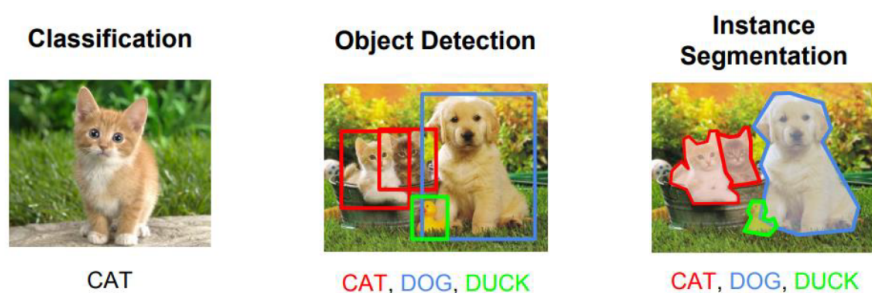 Classification
Object Detection
Instance
Segmentation
CAT
CAT, DOG, DUCK
CAT, DOG, DUCK